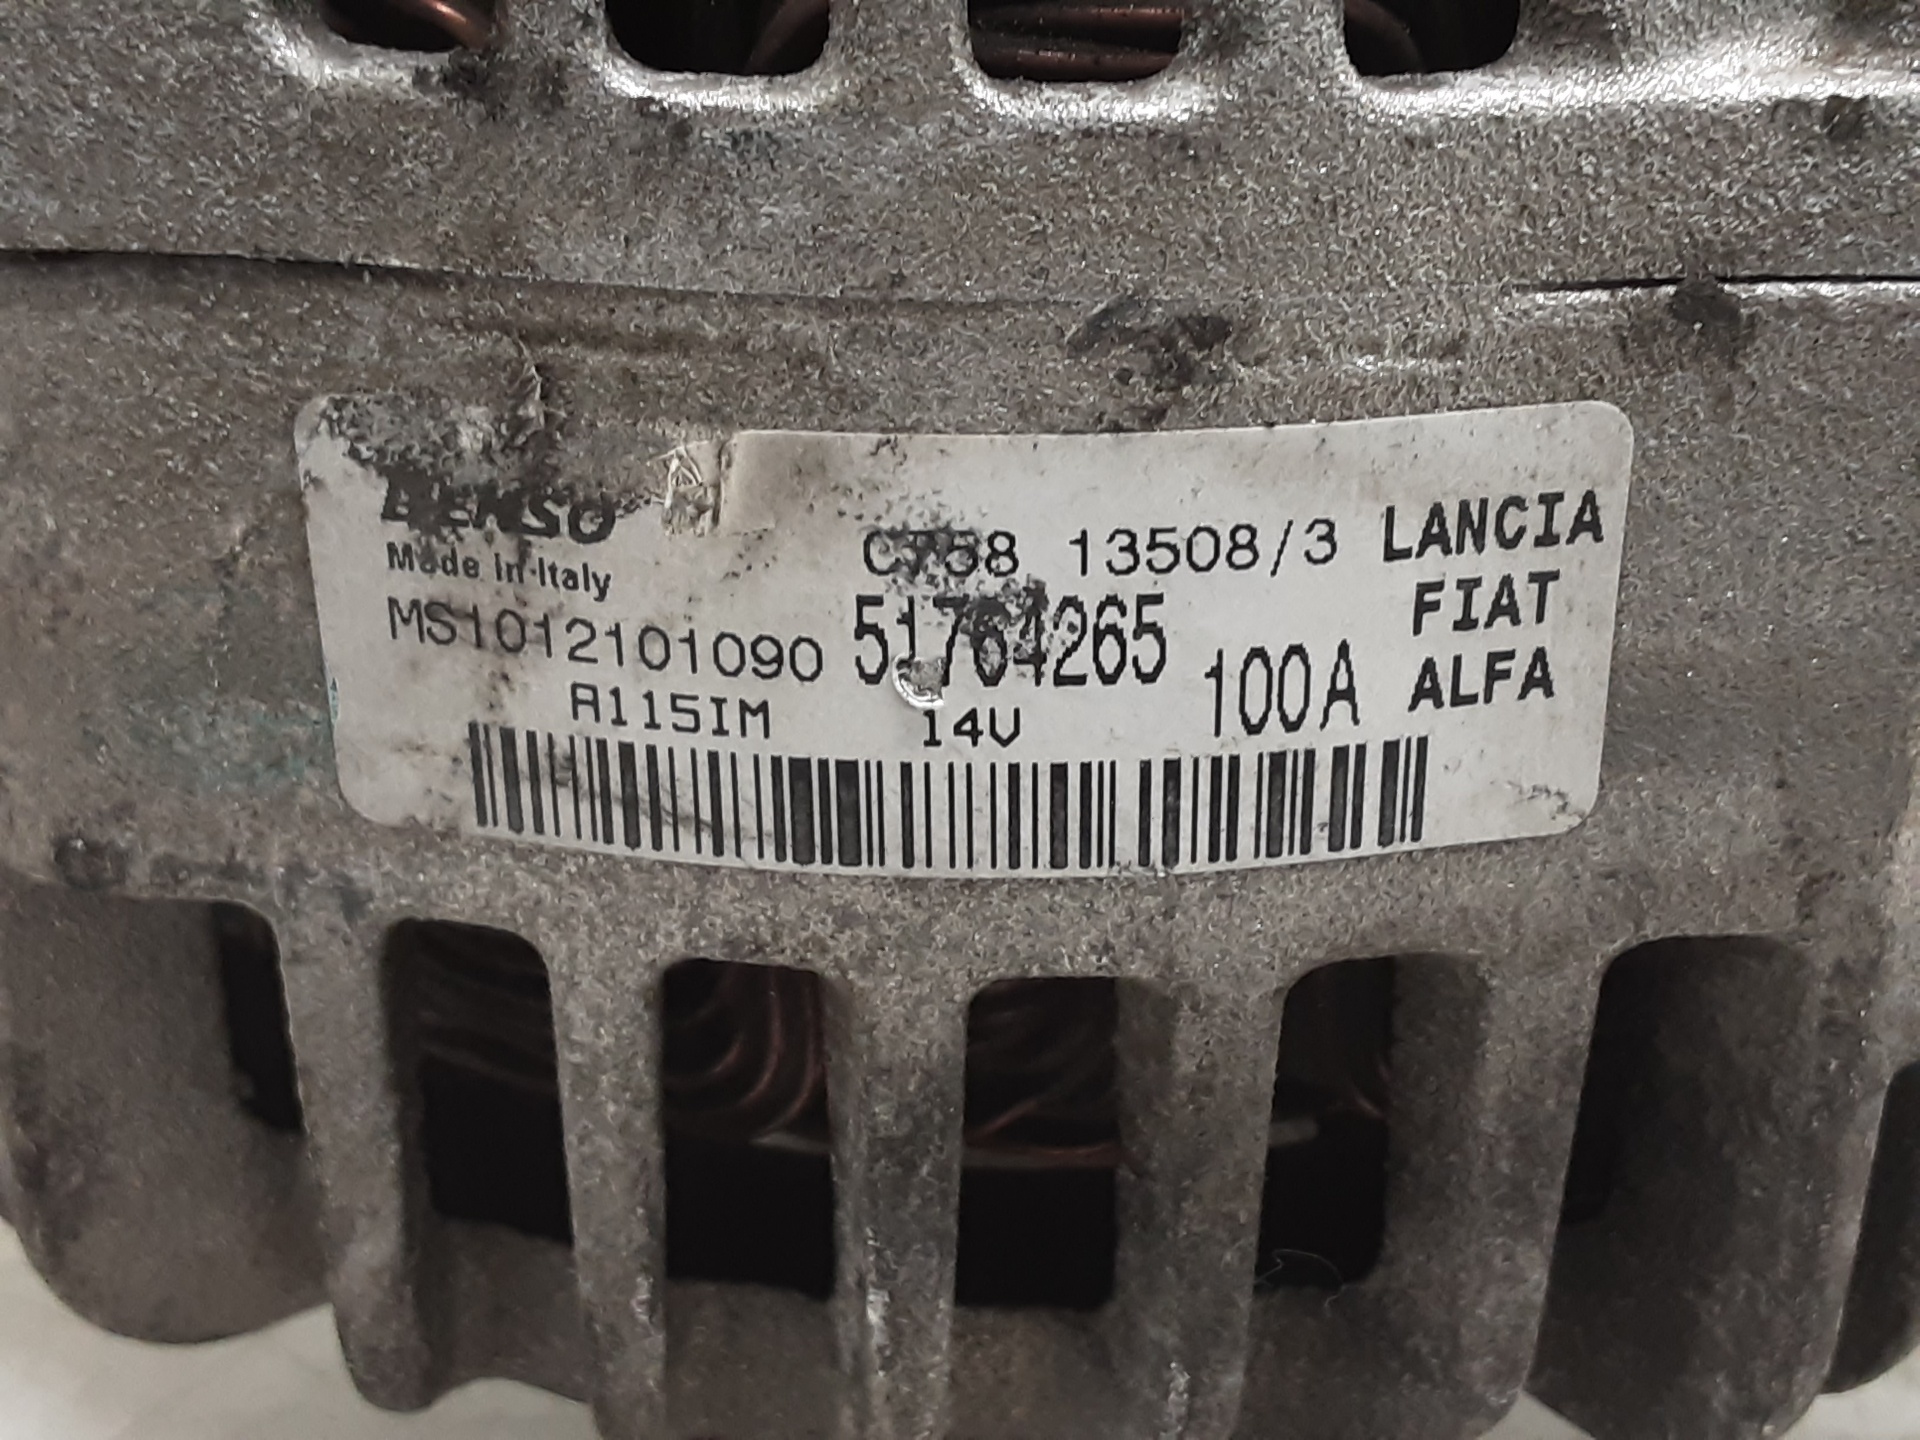 DENSO
Made in Italy
C758 13508/3
MS1012101090
51764265
A115IM
14V
100A
LANCIA
FIAT
ALFA